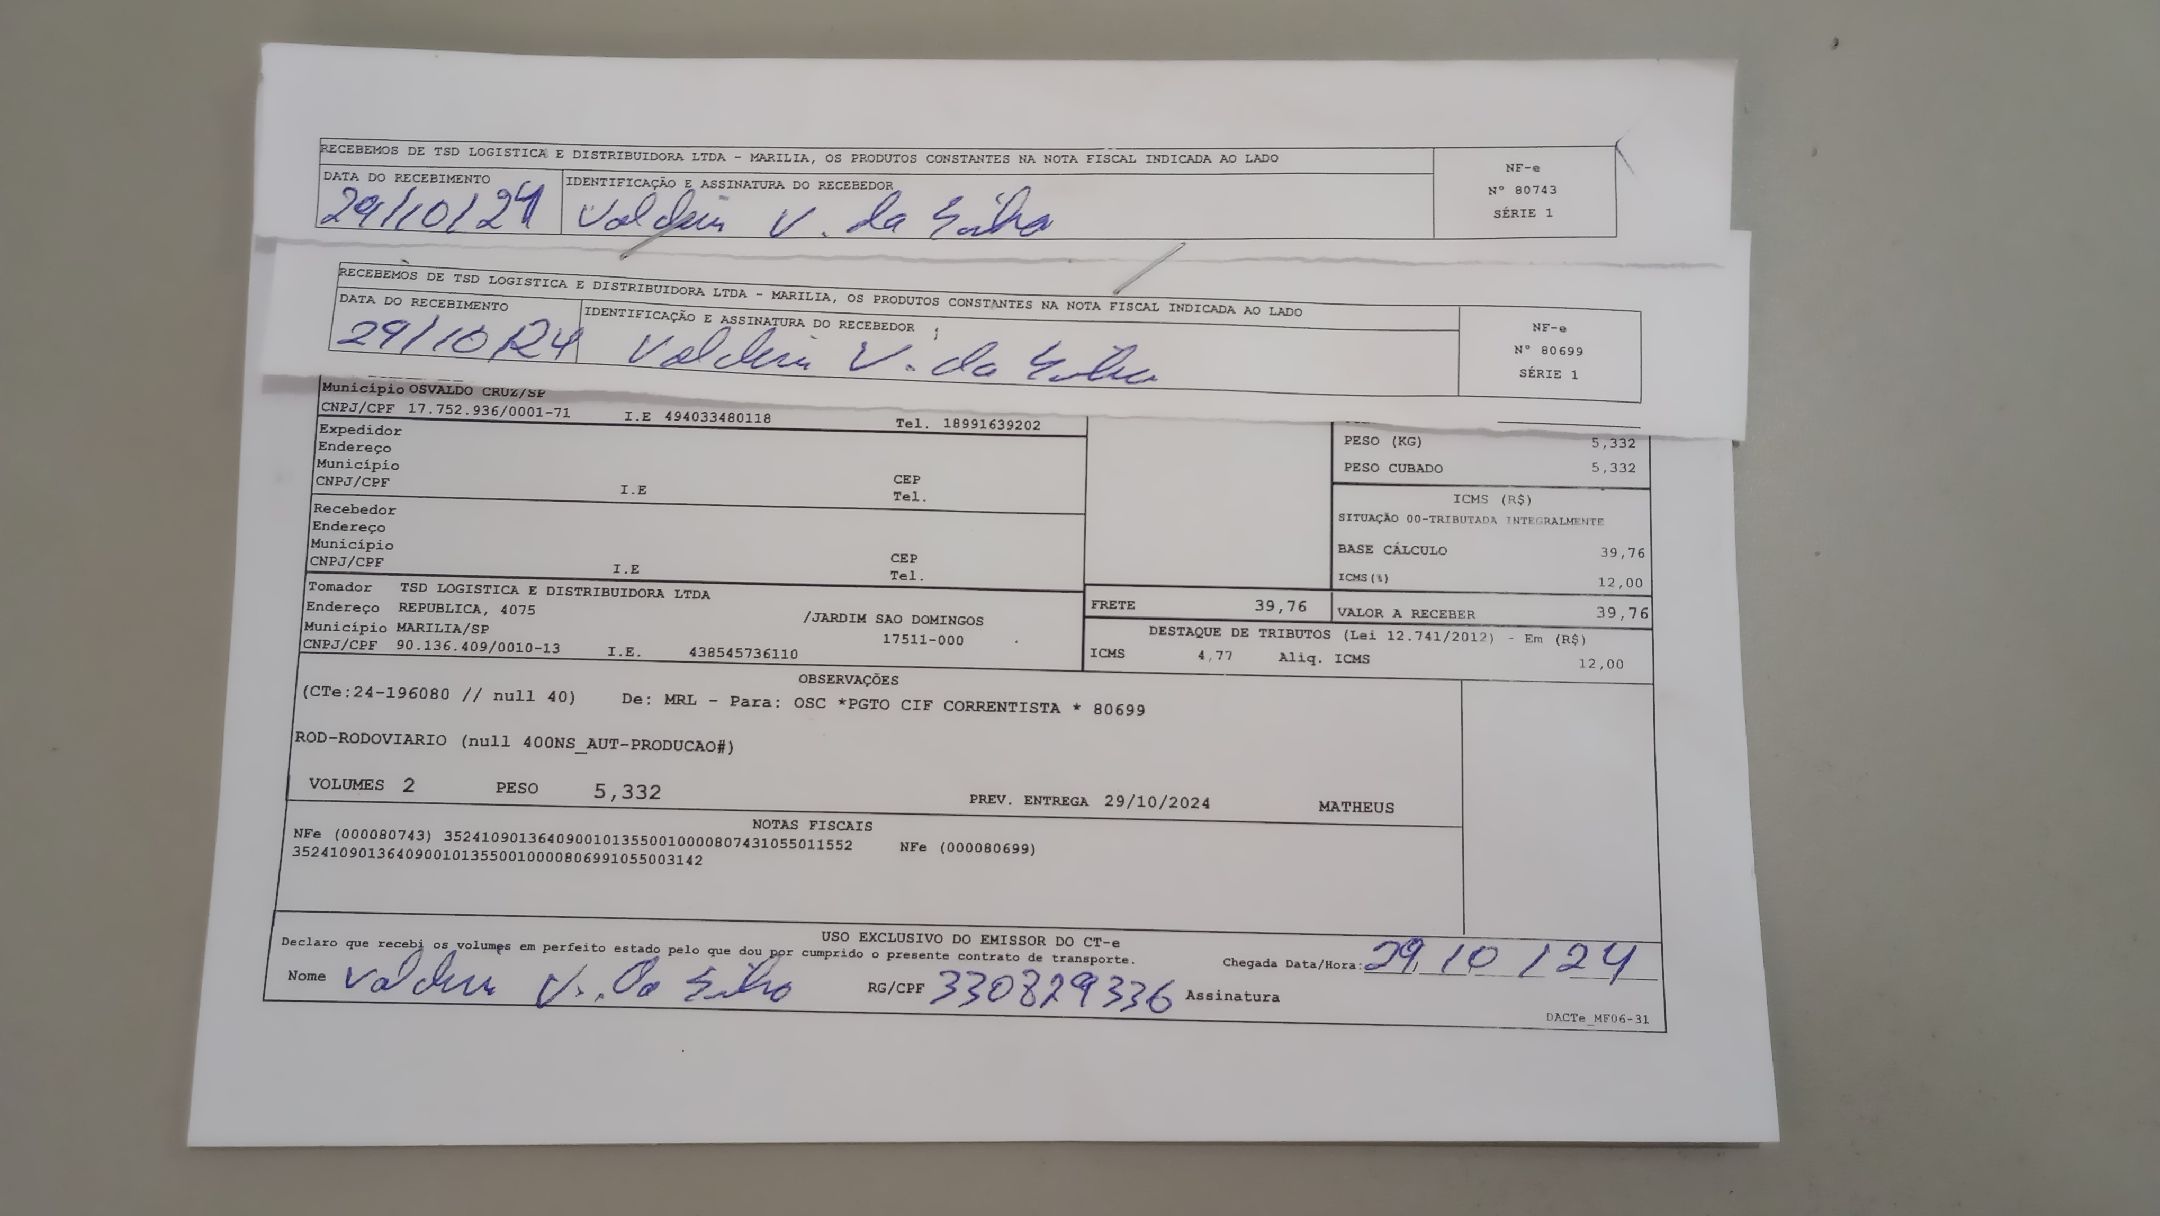 RECEBEMOS DE TSD LOGISTICA E DISTRIBUIDORA LTDA - MARILIA, OS PRODUTOS CONSTANTES NA NOTA FISCAL INDICADA AO LADO
DATA DO RECEBIMENTO IDENTIFICAÇÃO E ASSINATURA DO RECEBEDOR
29/10/24 Valdein V. da Silva
NF-e
Nº 80743
SÉRIE 1
RECEBEMOS DE TSD LOGISTICA E DISTRIBUIDORA LTDA - MARILIA, OS PRODUTOS CONSTANTES NA NOTA FISCAL INDICADA AO LADO
DATA DO RECEBIMENTO IDENTIFICAÇÃO E ASSINATURA DO RECEBEDOR
29/10/24 Valdein V. da Silva
NF-e
Nº 80699
SÉRIE 1
Município OSVALDO CRUZ/SP
CNPJ/CPF 17.752.936/0001-71 I.E 494033480118 Tel. 18991639202
Expedidor
Endereço
Município CEP
CNPJ/CPF I.E Tel.
Recebedor
Endereço
Município CEP
CNPJ/CPF I.E Tel.
Tomador TSD LOGISTICA E DISTRIBUIDORA LTDA
Endereço REPUBLICA, 4075 /JARDIM SAO DOMINGOS
Município MARILIA/SP 17511-000
CNPJ/CPF 90.136.409/0010-13 I.E. 438545736110
PESO (KG) 5,332
PESO CUBADO 5,332
ICMS (R$)
SITUAÇÃO 00-TRIBUTADA INTEGRALMENTE
BASE CÁLCULO 39,76
ICMS(%) 12,00
FRETE 39,76 VALOR A RECEBER 39,76
DESTAQUE DE TRIBUTOS (Lei 12.741/2012) - Em (R$)
ICMS 4,77 Aliq. ICMS 12,00
OBSERVAÇÕES
(CTe:24-196080 // null 40) De: MRL - Para: OSC *PGTO CIF CORRENTISTA * 80699
ROD-RODOVIARIO (null 400NS_AUT-PRODUCAO#)
VOLUMES 2 PESO 5,332 PREV. ENTREGA 29/10/2024 MATHEUS
NOTAS FISCAIS
NFe (000080743) 35241090136409001013550010000807431055011552 NFe (000080699)
35241090136409001013550010000806991055003142
USO EXCLUSIVO DO EMISSOR DO CT-e
Declaro que recebi os volumes em perfeito estado pelo que dou por cumprido o presente contrato de transporte. Chegada Data/Hora: 29/10/24
Nome Valdein V. Da Silva RG/CPF 330829336 Assinatura
DACTe_MF06-31